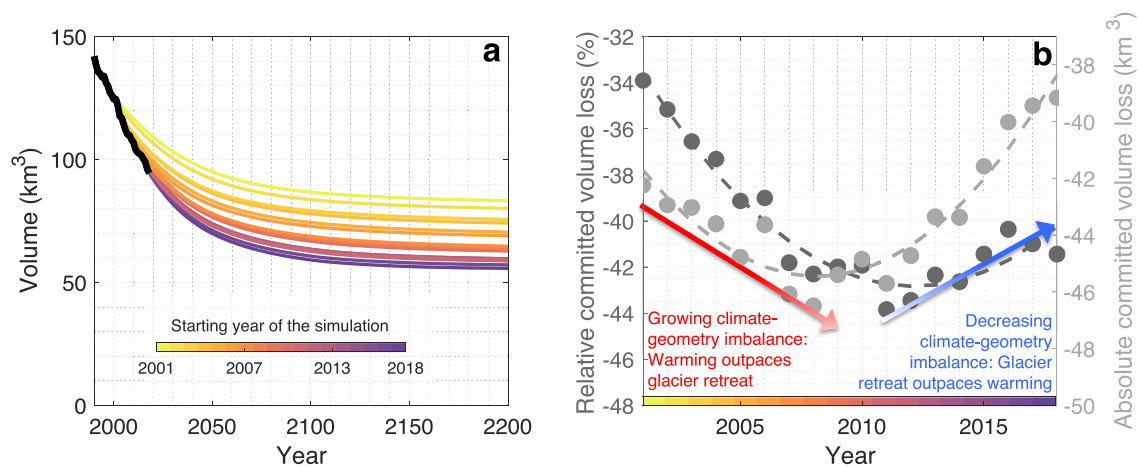 a
Volume (km3)
150
100
50
0
Starting year of the simulation
2001 2007 2013 2018
2000 2050 2100 2150 2200
Year
b
Relative committed volume loss (%)
-32
-34
-36
-38
-40
-42
-44
-46
-48
Growing climate-
geometry imbalance:
Warming outpaces
glacier retreat
Decreasing
climate-geometry
imbalance: Glacier
retreat outpaces warming
Absolute committed volume loss (km3)
-38
-40
-42
-44
-46
-48
-50
2005 2010 2015
Year